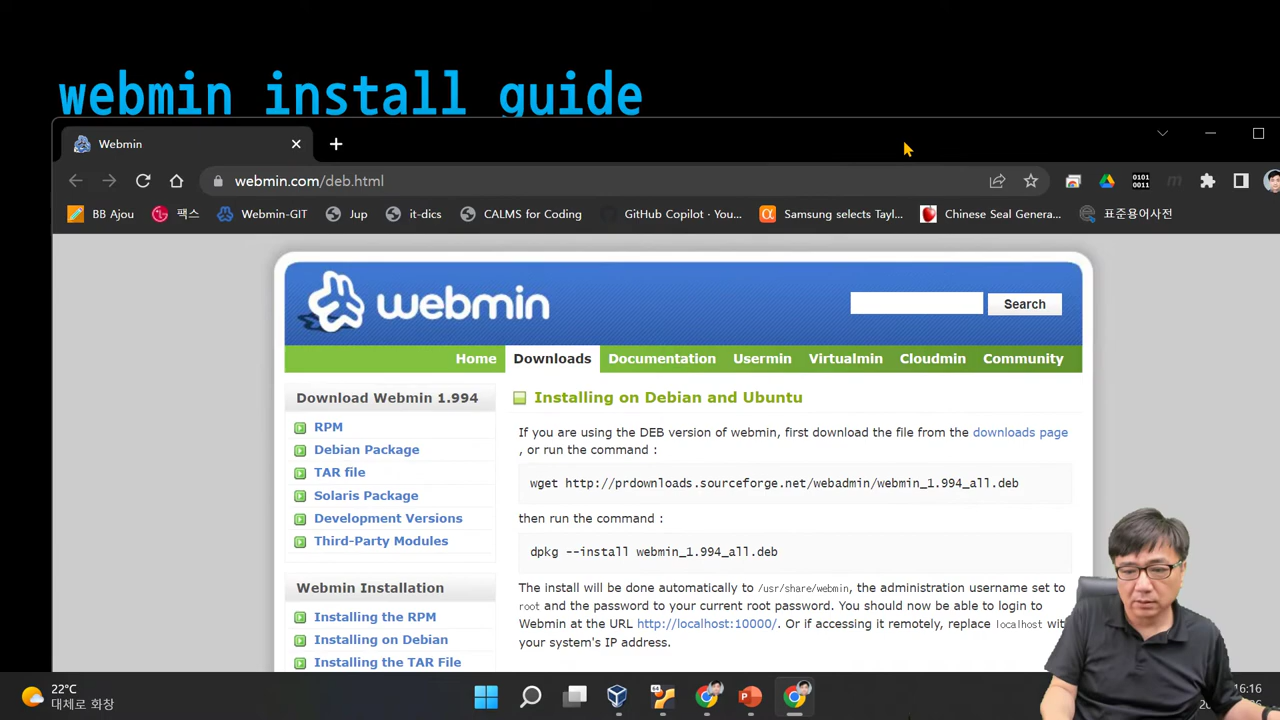 webmin install guide
Webmin
webmin.com/deb.html
0101
0011
m
BB Ajou
팩스
Webmin-GIT
Jup
it-dics
CALMS for Coding
GitHub Copilot · You...
Samsung selects Tayl...
Chinese Seal Genera...
표준용어사전
webmin
Search
Home
Downloads
Documentation
Usermin
Virtualmin
Cloudmin
Community
Download Webmin 1.994
RPM
Debian Package
TAR file
Solaris Package
Development Versions
Third-Party Modules
Webmin Installation
Installing the RPM
Installing on Debian
Installing the TAR File
Installing on Debian and Ubuntu
If you are using the DEB version of webmin, first download the file from the downloads page
, or run the command :
wget http://prdownloads.sourceforge.net/webadmin/webmin_1.994_all.deb
then run the command :
dpkg --install webmin_1.994_all.deb
The install will be done automatically to /usr/share/webmin, the administration username set to
root and the password to your current root password. You should now be able to login to
Webmin at the URL http://localhost:10000/. Or if accessing it remotely, replace localhost
your system's IP address.
22°C
대체로 화창
64
16:16